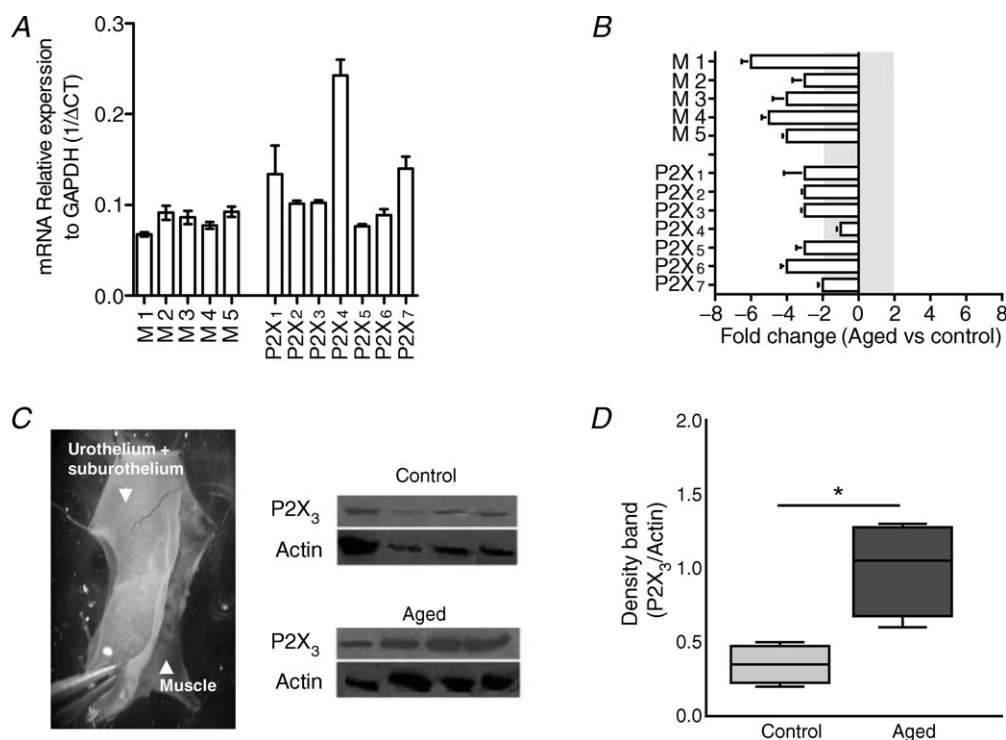 A
mRNA Relative experssion
to GAPDH (1/ΔCT)
0.3
0.2
0.1
0.0
M 1
M 2
M 3
M 4
M 5
P2X1
P2X2
P2X3
P2X4
P2X5
P2X6
P2X7
B
M 1
M 2
M 3
M 4
M 5
P2X1
P2X2
P2X3
P2X4
P2X5
P2X6
P2X7
−8 −6 −4 −2 0 2 4 6 8
Fold change (Aged vs control)
C
Urothelium +
suburothelium
Muscle
Control
P2X3
Actin
Aged
P2X3
Actin
D
Density band
(P2X3/Actin)
2.0
1.5
1.0
0.5
0.0
*
Control Aged